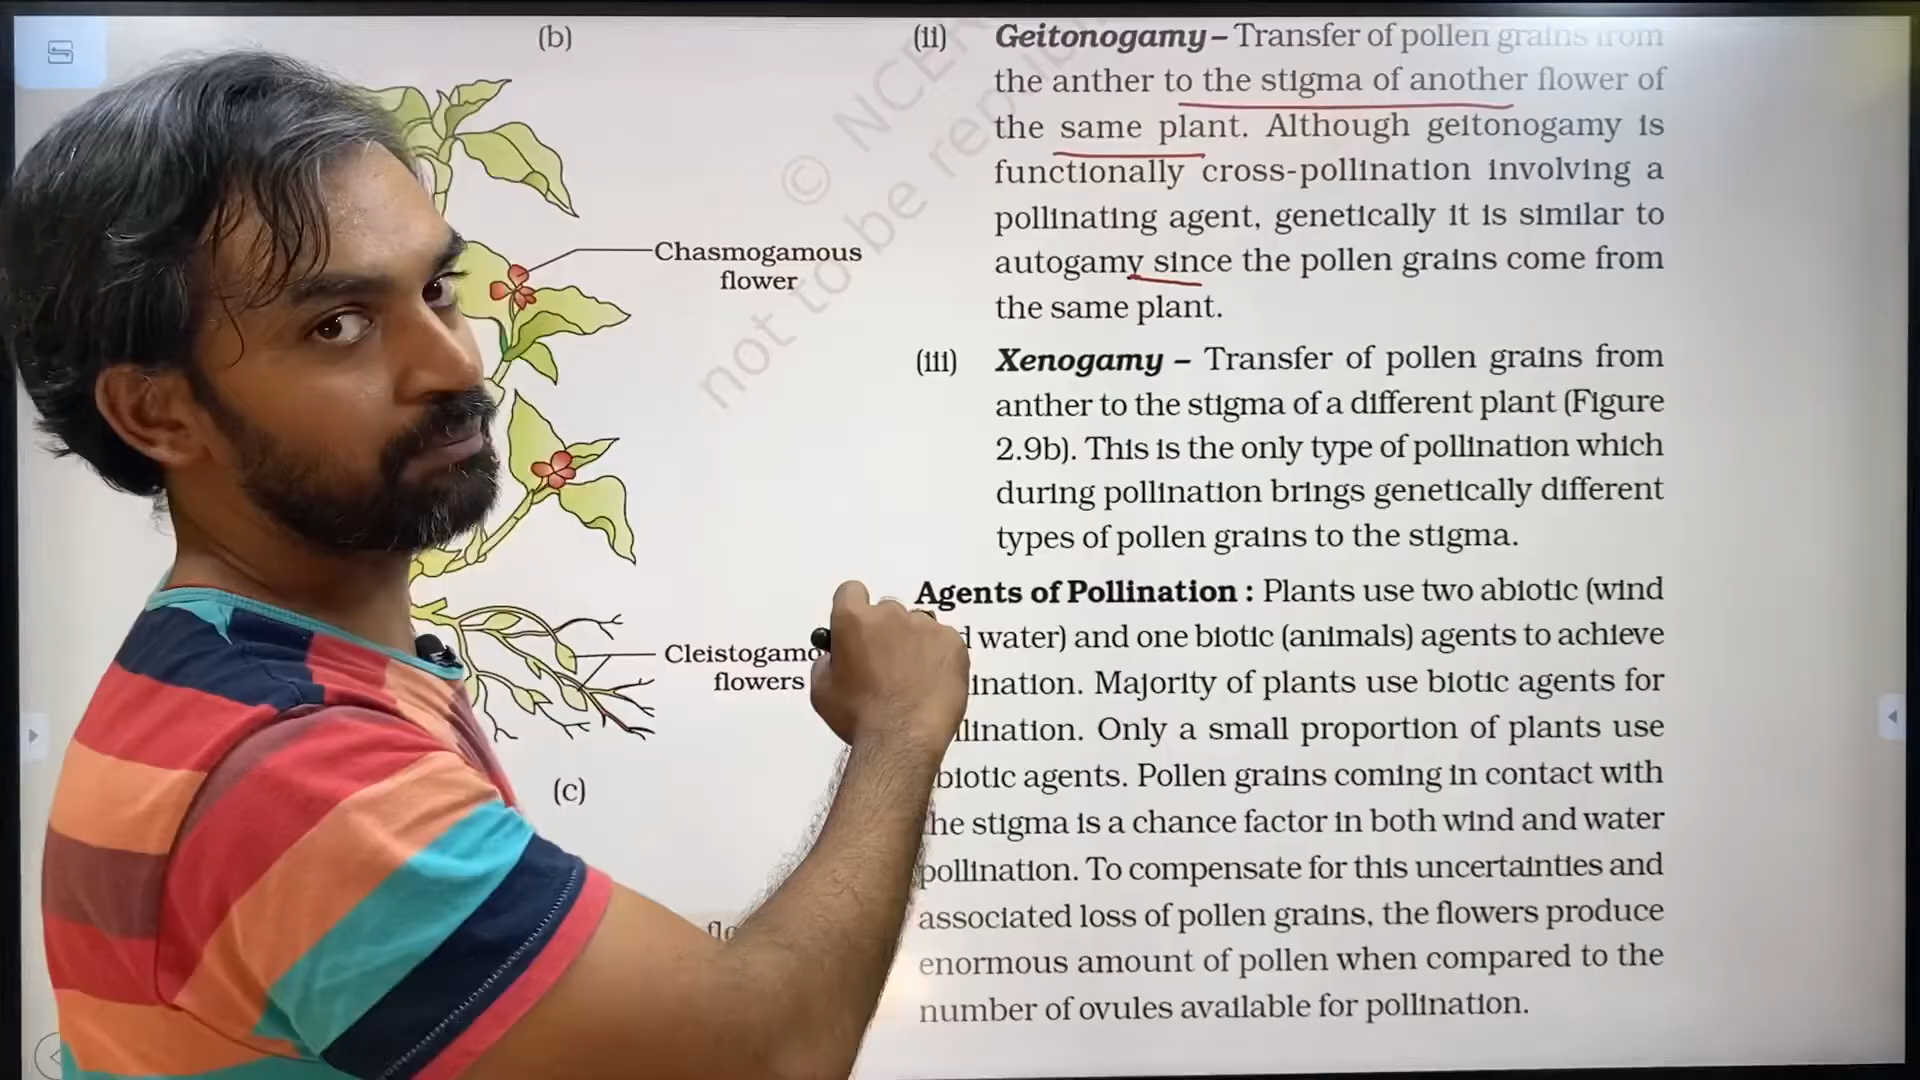 (b)
Chasmogamous
flower
flowers
(c)
© NCER
not to be
(ii) Geitonogamy – Transfer of pollen grains from
the anther to the stigma of another flower of
the same plant. Although geitonogamy is
functionally cross-pollination involving a
pollinating agent, genetically it is similar to
autogamy since the pollen grains come from
the same plant.
(iii) Xenogamy – Transfer of pollen grains from
anther to the stigma of a different plant (Figure
2.9b). This is the only type of pollination which
during pollination brings genetically different
types of pollen grains to the stigma.
Agents of Pollination : Plants use two abiotic (wind
water) and one biotic (animals) agents to achieve
Majority of plants use biotic agents for
Only a small proportion of plants use
agents. Pollen grains coming in contact with
stigma is a chance factor in both wind and water
pollination. To compensate for this uncertainties and
associated loss of pollen grains, the flowers produce
enormous amount of pollen when compared to the
number of ovules available for pollination.